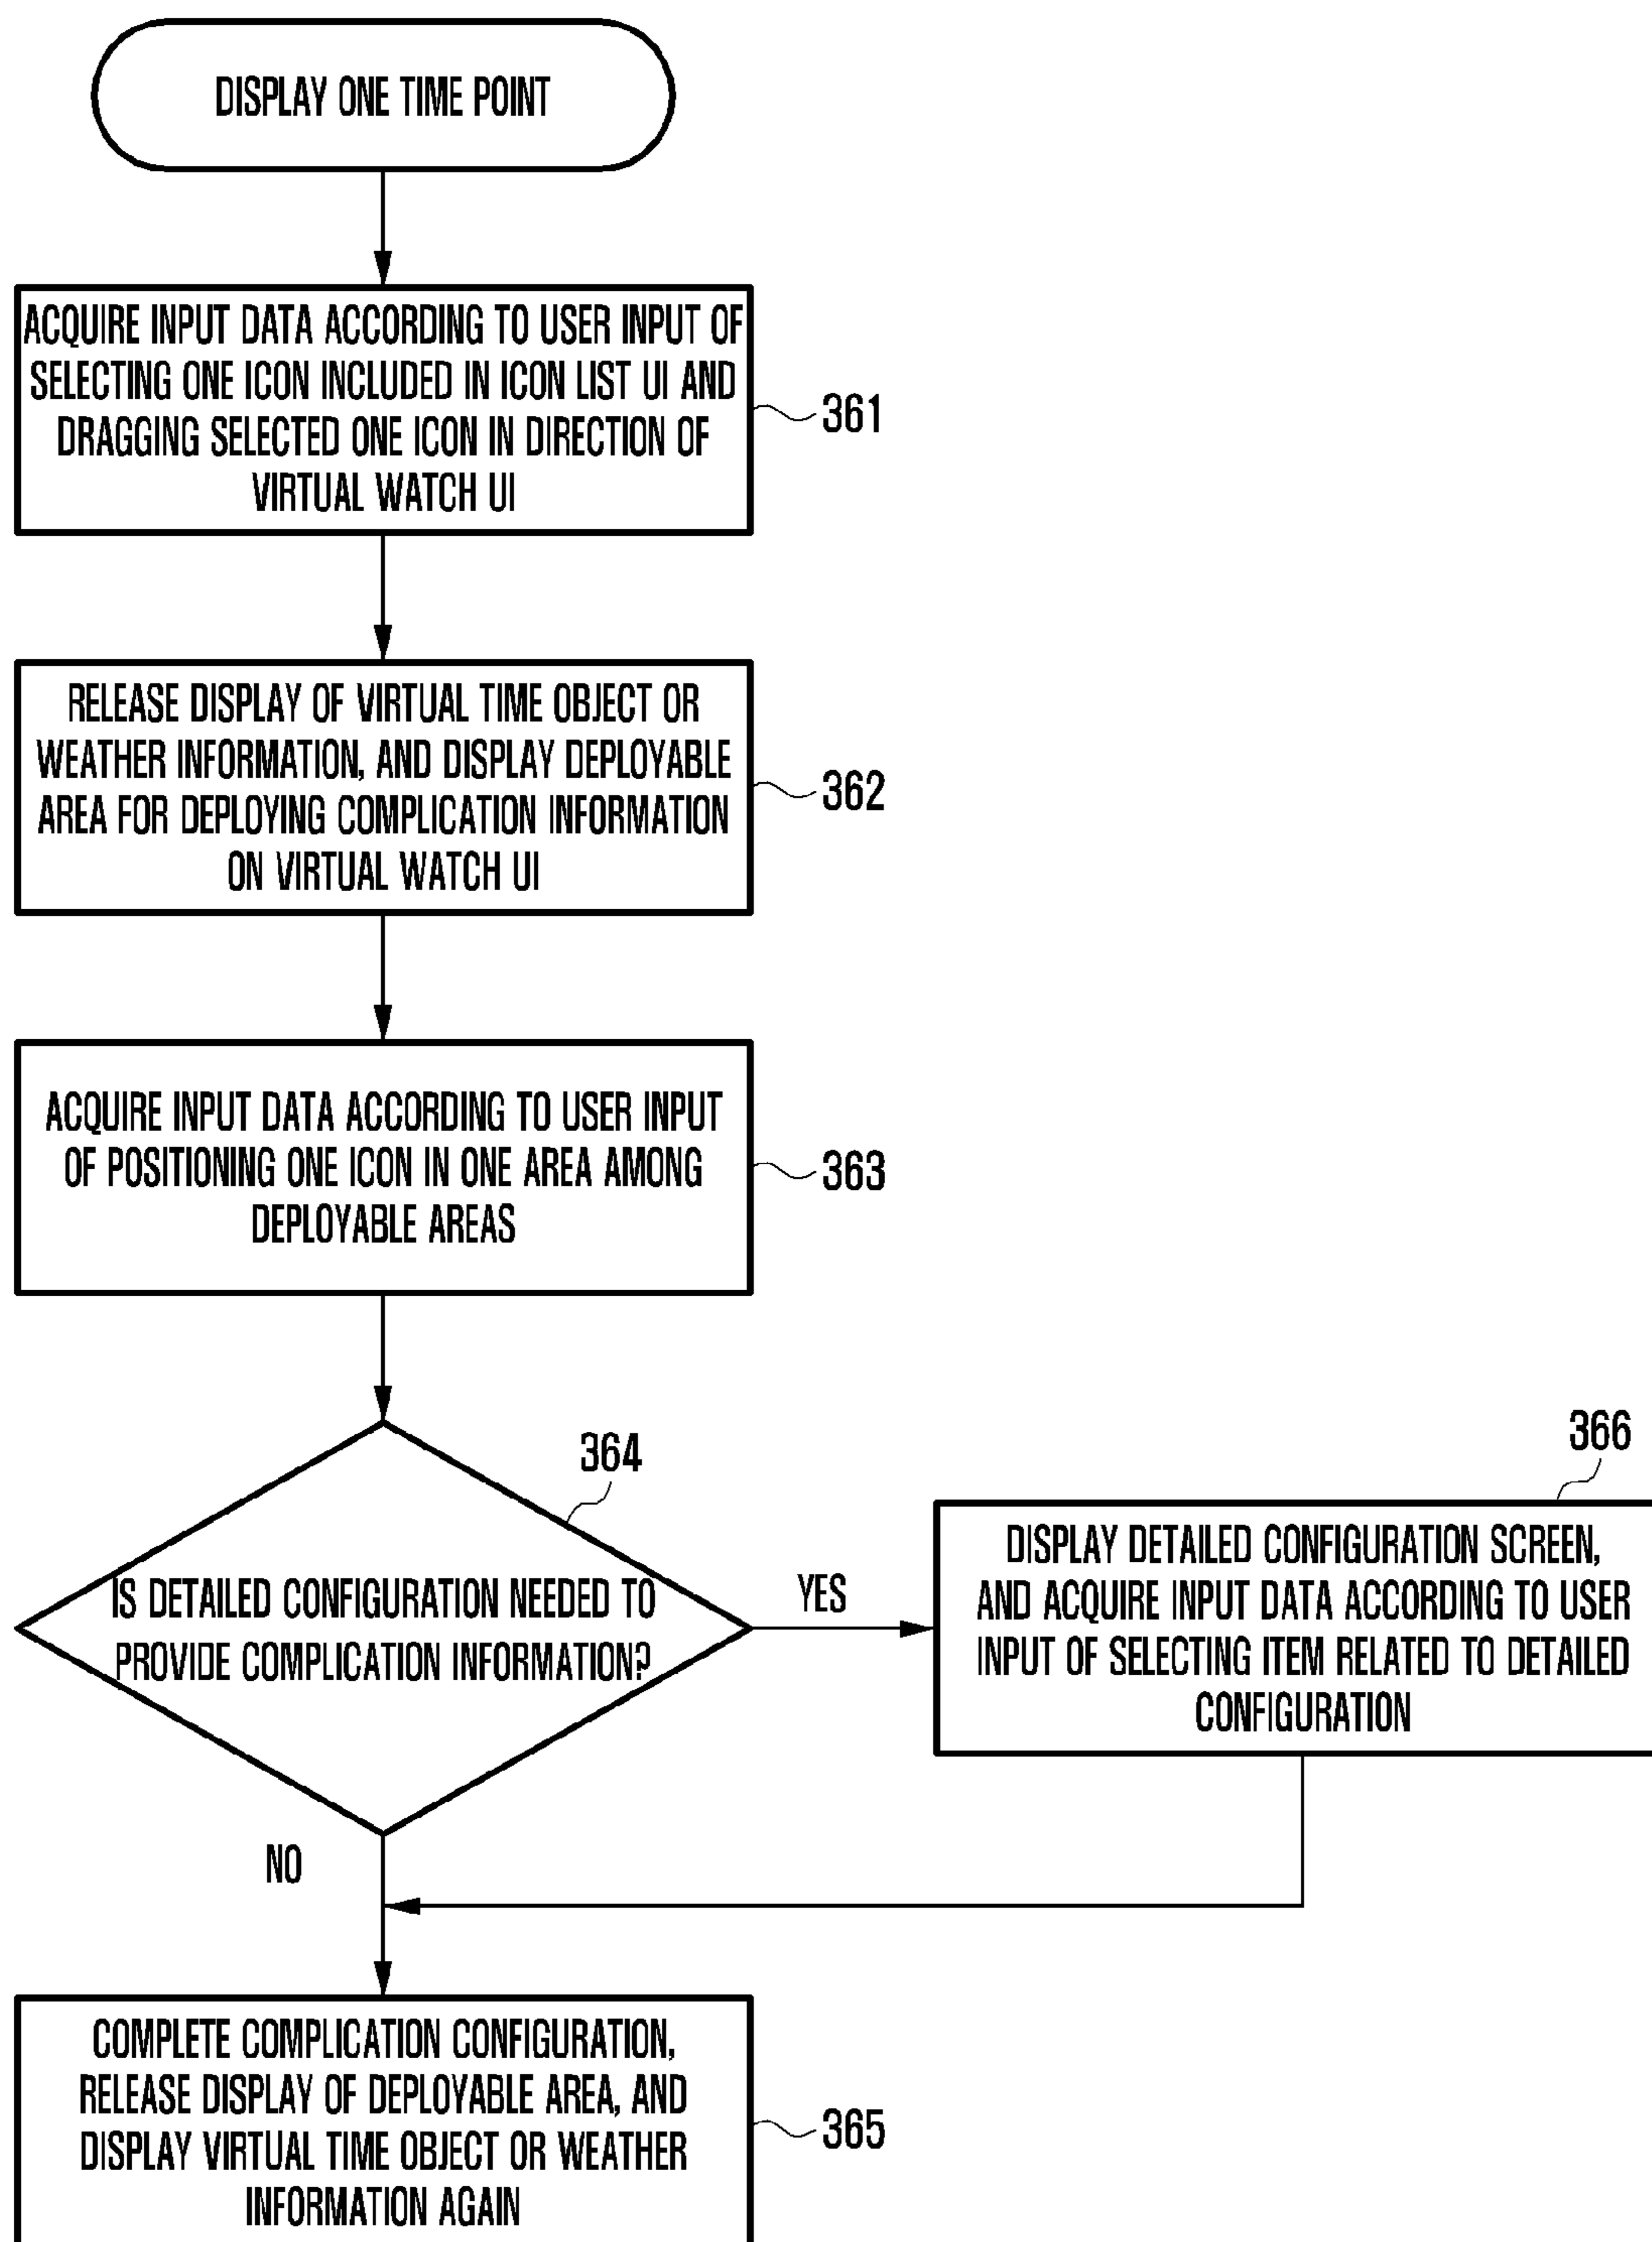 DISPLAY ONE TIME POINT
ACQUIRE INPUT DATA ACCORDING TO USER INPUT OF
SELECTING ONE ICON INCLUDED IN ICON LIST UI AND
DRAGGING SELECTED ONE ICON IN DIRECTION OF
VIRTUAL WATCH UI
361
RELEASE DISPLAY OF VIRTUAL TIME OBJECT OR
WEATHER INFORMATION, AND DISPLAY DEPLOYABLE
AREA FOR DEPLOYING COMPLICATION INFORMATION
ON VIRTUAL WATCH UI
362
ACQUIRE INPUT DATA ACCORDING TO USER INPUT
OF POSITIONING ONE ICON IN ONE AREA AMONG
DEPLOYABLE AREAS
363
364
IS DETAILED CONFIGURATION NEEDED TO
PROVIDE COMPLICATION INFORMATION?
YES
366
DISPLAY DETAILED CONFIGURATION SCREEN,
AND ACQUIRE INPUT DATA ACCORDING TO USER
INPUT OF SELECTING ITEM RELATED TO DETAILED
CONFIGURATION
NO
COMPLETE COMPLICATION CONFIGURATION,
RELEASE DISPLAY OF DEPLOYABLE AREA, AND
DISPLAY VIRTUAL TIME OBJECT OR WEATHER
INFORMATION AGAIN
365